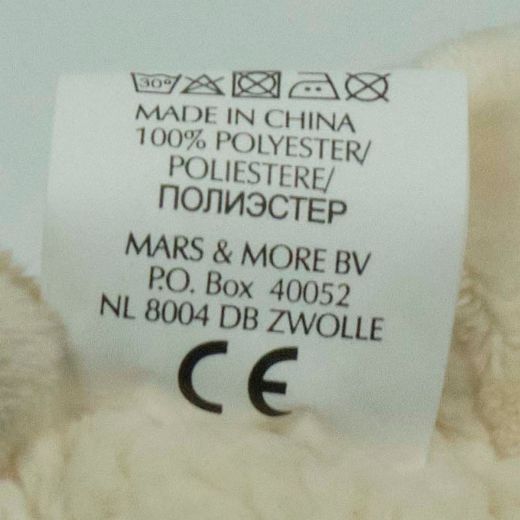 30°
MADE IN CHINA
100% POLYESTER/
POLIESTERE/
ПОЛИЭСТЕР
MARS & MORE BV
P.O. Box 40052
NL 8004 DB ZWOLLE
CE